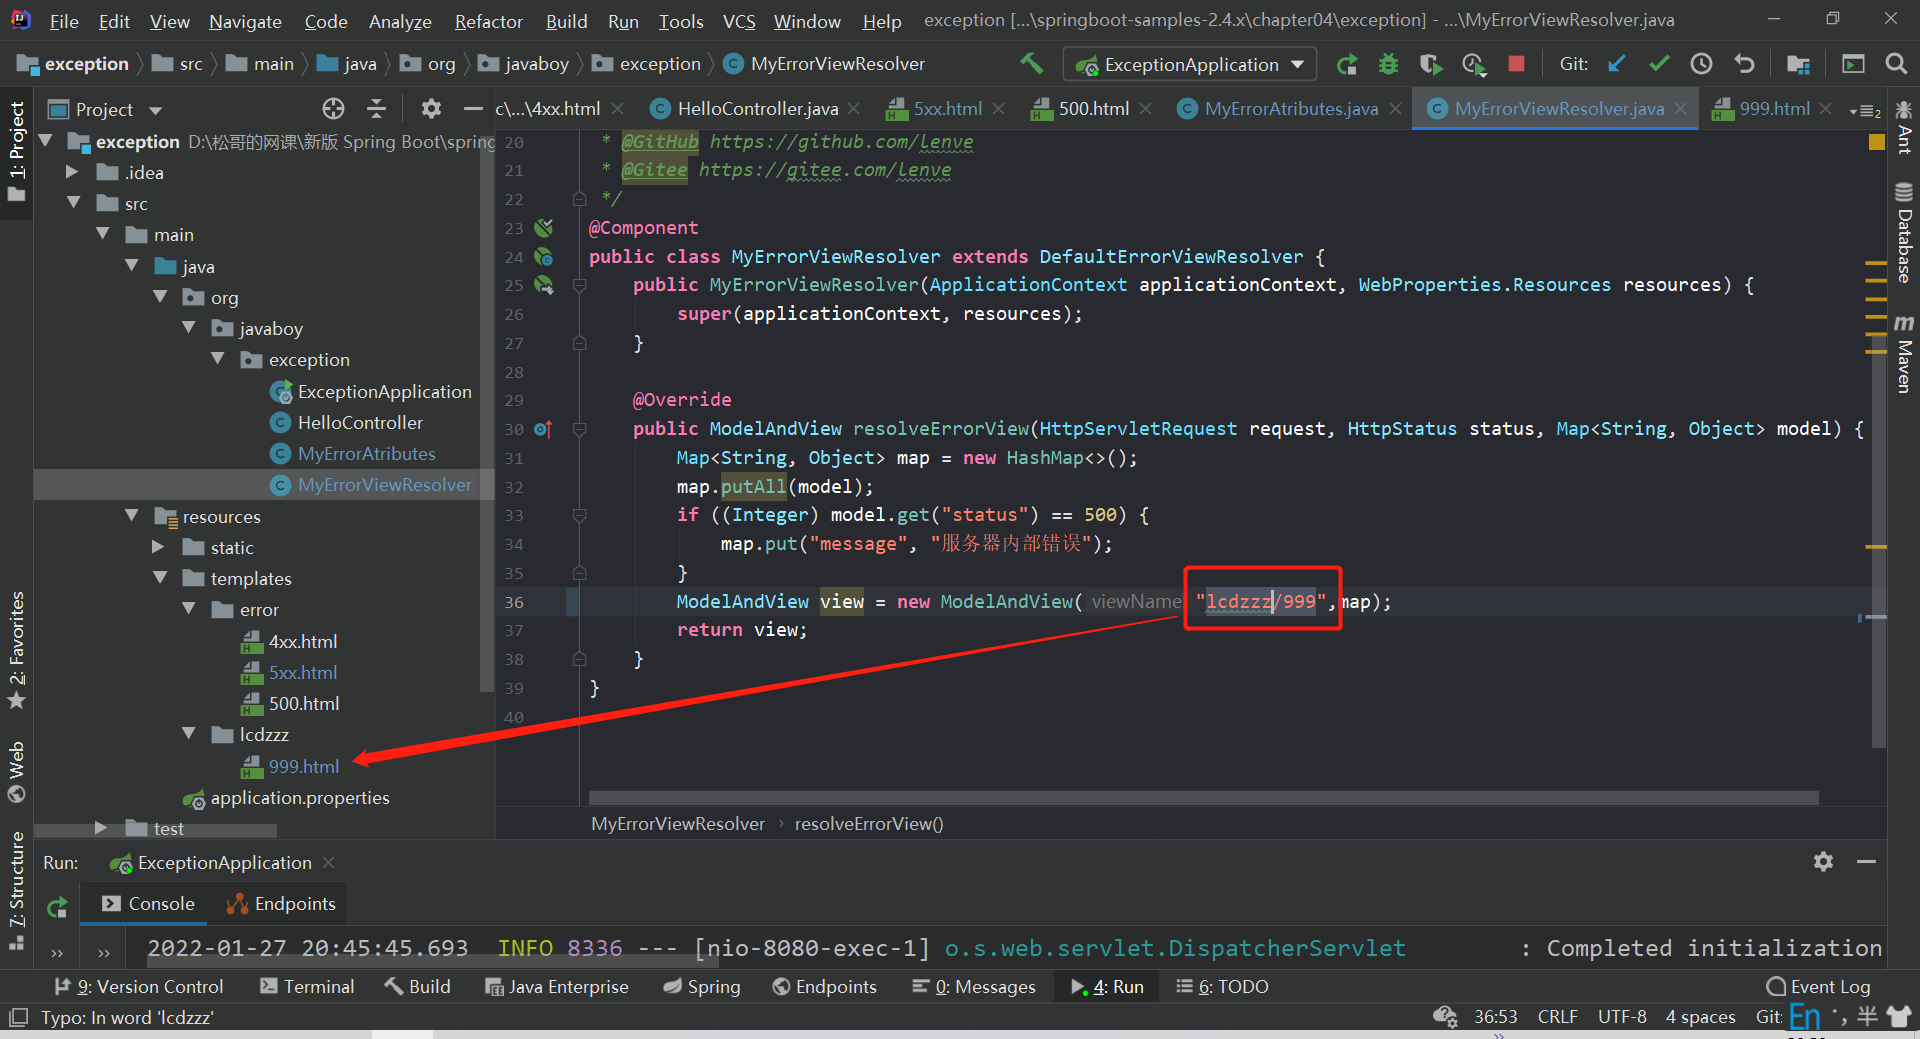 File Edit View Navigate Code Analyze Refactor Build Run Tools VCS Window Help exception [...\springboot-samples-2.4.x\chapter04\exception] - ...\MyErrorViewResolver.java
exception src main java org javaboy exception MyErrorViewResolver ExceptionApplication Git:
Project
c\...\4xx.html HelloController.java 5xx.html 500.html MyErrorAtributes.java MyErrorViewResolver.java 999.html 2
1: Project
2: Favorites
Web
7: Structure
exception D:\松哥的网课\新版 Spring Boot\spring
.idea
src
main
java
org
javaboy
exception
ExceptionApplication
HelloController
MyErrorAtributes
MyErrorViewResolver
resources
static
templates
error
4xx.html
5xx.html
500.html
lcdzzz
999.html
application.properties
test
20 * @GitHub https://github.com/lenve
21 * @Gitee https://gitee.com/lenve
22 */
23 @Component
24 public class MyErrorViewResolver extends DefaultErrorViewResolver {
25 public MyErrorViewResolver(ApplicationContext applicationContext, WebProperties.Resources resources) {
26 super(applicationContext, resources);
27 }
28
29 @Override
30 public ModelAndView resolveErrorView(HttpServletRequest request, HttpStatus status, Map<String, Object> model) {
31 Map<String, Object> map = new HashMap<>();
32 map.putAll(model);
33 if ((Integer) model.get("status") == 500) {
34 map.put("message", "服务器内部错误");
35 }
36 ModelAndView view = new ModelAndView( viewName: "lcdzzz/999",map);
37 return view;
38 }
39 }
40
MyErrorViewResolver › resolveErrorView()
Ant
Database
m Maven
Run: ExceptionApplication
Console Endpoints
2022-01-27 20:45:45.693 INFO 8336 --- [nio-8080-exec-1] o.s.web.servlet.DispatcherServlet : Completed initialization
9: Version Control Terminal Build Java Enterprise Spring Endpoints 0: Messages 4: Run 6: TODO Event Log
Typo: In word 'lcdzzz' 36:53 CRLF UTF-8 4 spaces Git: En 半